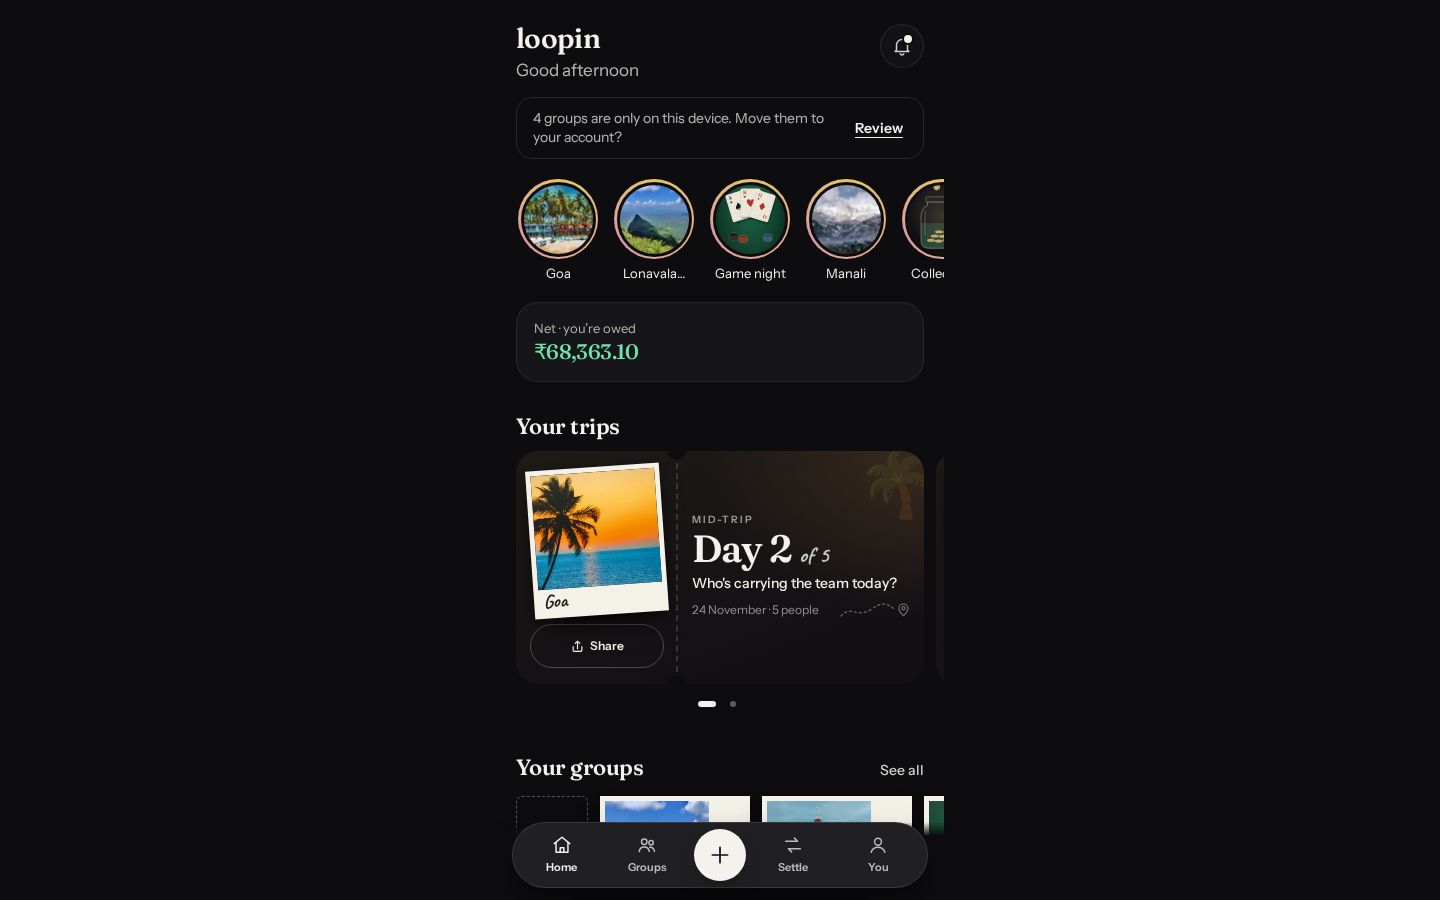 loopin
Good afternoon
4 groups are only on this device. Move them to
your account?
Review
Goa
Lonavala...
Game night
Manali
Net · you're owed
₹68,363.10
Your trips
MID-TRIP
Day 2 of 5
Who's carrying the team today?
24 November · 5 people
Goa
Share
Your groups
See all
Home
Groups
Settle
You